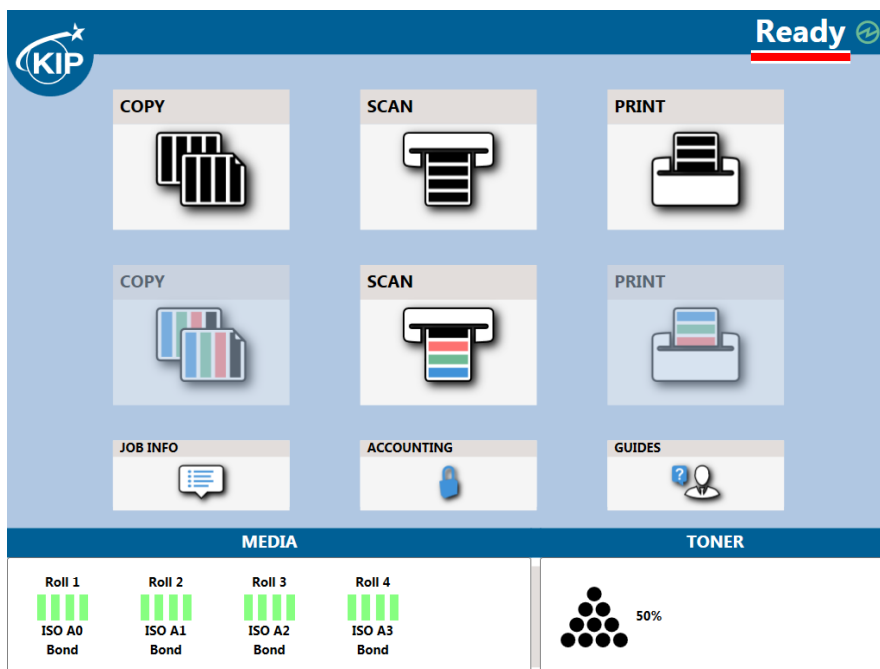 KIP
Ready
COPY
SCAN
PRINT
COPY
SCAN
PRINT
JOB INFO
ACCOUNTING
GUIDES
?
MEDIA
TONER
Roll 1
Roll 2
Roll 3
Roll 4
ISO A0
ISO A1
ISO A2
ISO A3
Bond
Bond
Bond
Bond
50%